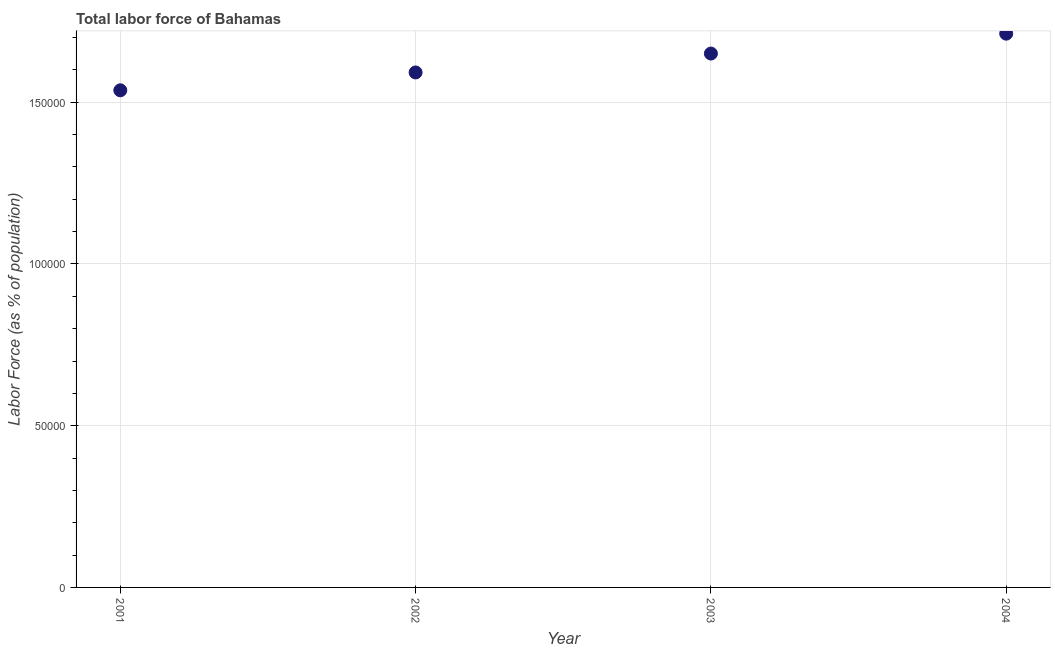 Total labor force of Bahamas
Labor Force (as % of population)
150000
100000
50000
0
2001
2002
2003
2004
Year